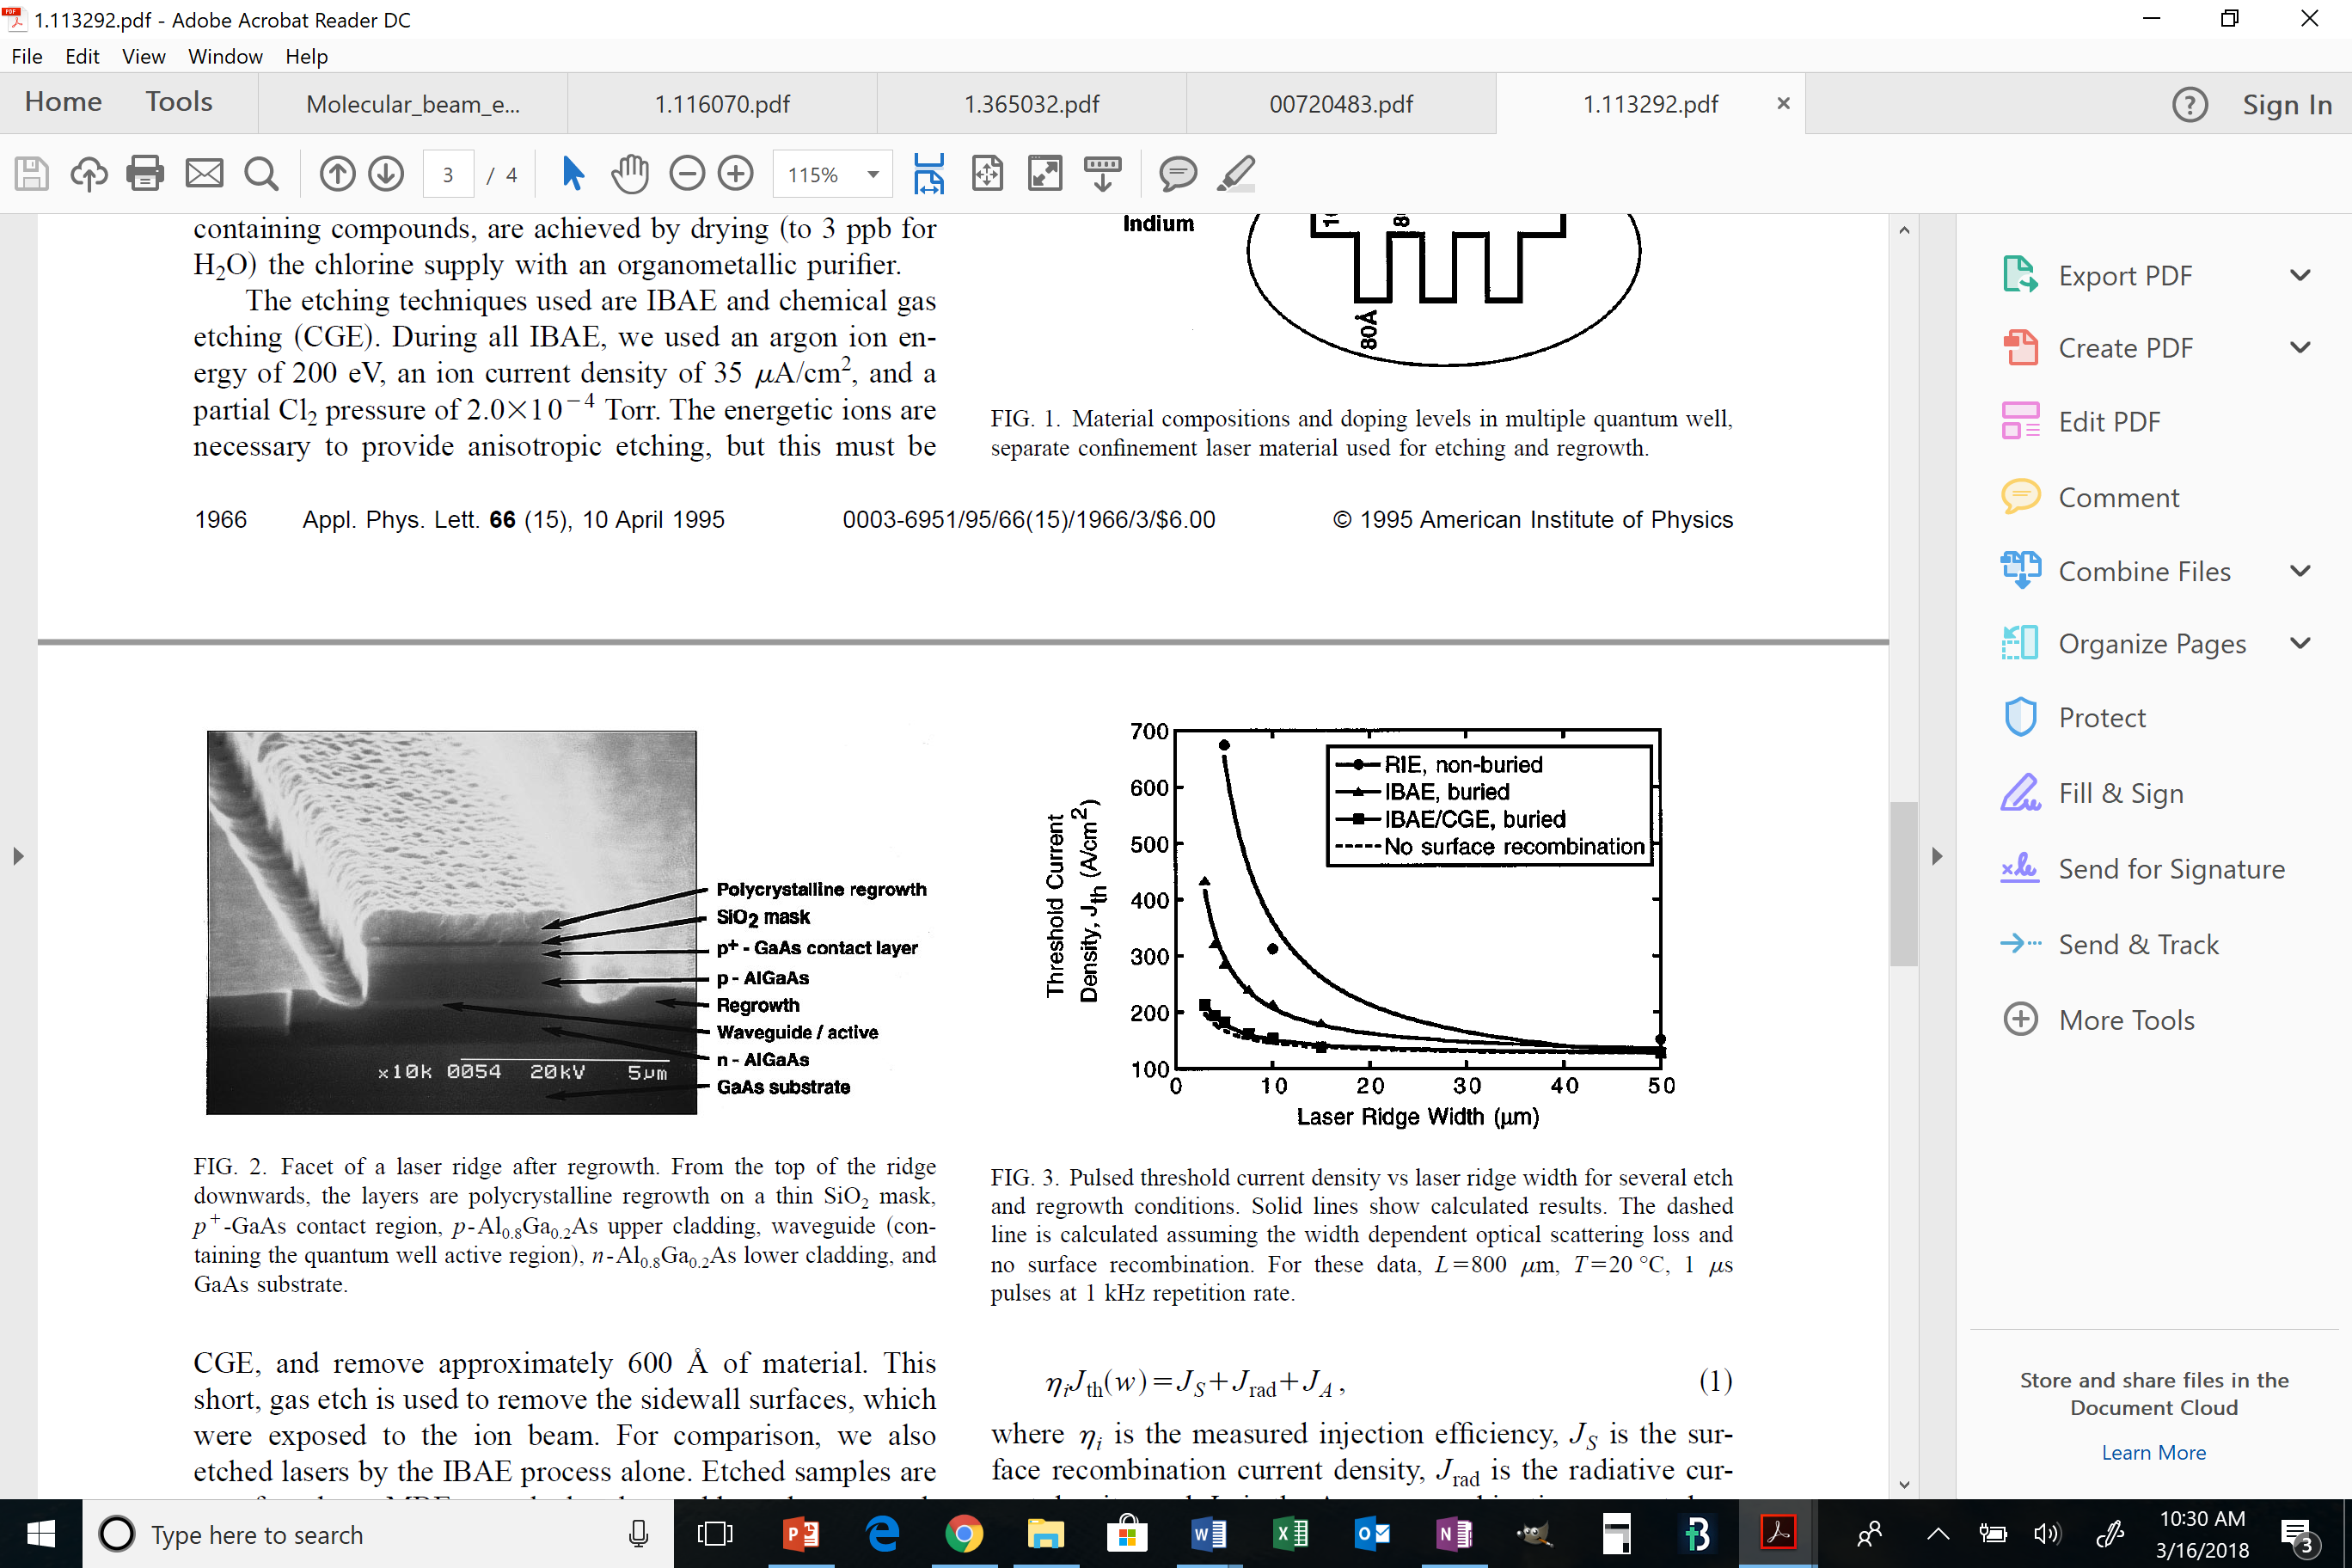 1.113292.pdf - Adobe Acrobat Reader DC
File Edit View Window Help
Home Tools Molecular_beam_e... 1.116070.pdf 1.365032.pdf 00720483.pdf 1.113292.pdf × ? Sign In
3 / 4 115%
containing compounds, are achieved by drying (to 3 ppb for
H₂O) the chlorine supply with an organometallic purifier.
The etching techniques used are IBAE and chemical gas
etching (CGE). During all IBAE, we used an argon ion en-
ergy of 200 eV, an ion current density of 35 μA/cm², and a
partial Cl₂ pressure of 2.0×10⁻⁴ Torr. The energetic ions are
necessary to provide anisotropic etching, but this must be
Indium
80Å
FIG. 1. Material compositions and doping levels in multiple quantum well,
separate confinement laser material used for etching and regrowth.
1966 Appl. Phys. Lett. 66 (15), 10 April 1995 0003-6951/95/66(15)/1966/3/$6.00 © 1995 American Institute of Physics
Polycrystalline regrowth
SiO₂ mask
p⁺ - GaAs contact layer
p - AlGaAs
Regrowth
Waveguide / active
n - AlGaAs
GaAs substrate
x10k 0054 20kV 5μm
FIG. 2. Facet of a laser ridge after regrowth. From the top of the ridge
downwards, the layers are polycrystalline regrowth on a thin SiO₂ mask,
p⁺-GaAs contact region, p-Al₀.₈Ga₀.₂As upper cladding, waveguide (con-
taining the quantum well active region), n-Al₀.₈Ga₀.₂As lower cladding, and
GaAs substrate.
CGE, and remove approximately 600 Å of material. This
short, gas etch is used to remove the sidewall surfaces, which
were exposed to the ion beam. For comparison, we also
etched lasers by the IBAE process alone. Etched samples are
Threshold Current
Density, Jth (A/cm²)
700
600
500
400
300
200
100
RIE, non-buried
IBAE, buried
IBAE/CGE, buried
No surface recombination
0 10 20 30 40 50
Laser Ridge Width (μm)
FIG. 3. Pulsed threshold current density vs laser ridge width for several etch
and regrowth conditions. Solid lines show calculated results. The dashed
line is calculated assuming the width dependent optical scattering loss and
no surface recombination. For these data, L=800 μm, T=20 °C, 1 μs
pulses at 1 kHz repetition rate.
ηᵢJth(w)=JS+Jrad+JA, (1)
where ηᵢ is the measured injection efficiency, JS is the sur-
face recombination current density, Jrad is the radiative cur-
Export PDF
Create PDF
Edit PDF
Comment
Combine Files
Organize Pages
Protect
Fill & Sign
Send for Signature
Send & Track
More Tools
Store and share files in the
Document Cloud
Learn More
Type here to search
10:30 AM
3/16/2018
3